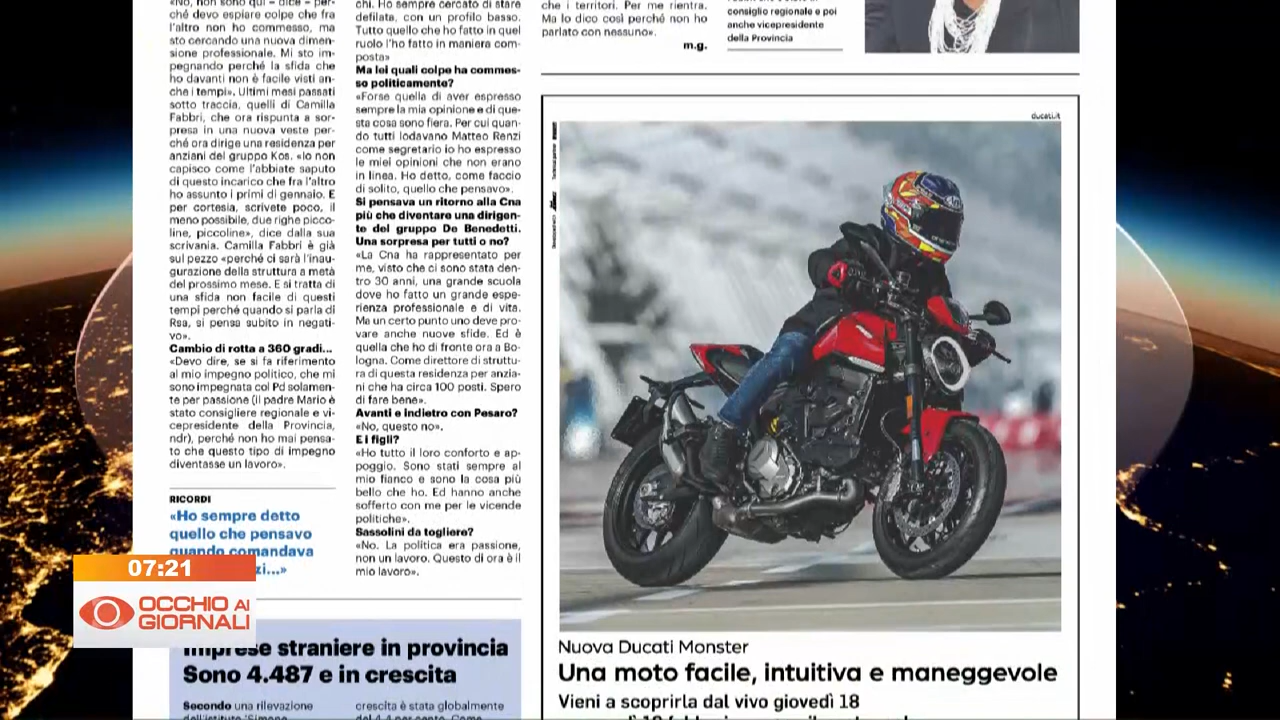 «No, non sono qui – dice – per-
ché devo espiare colpe che fra
l'altro non ho commesso, ma
sto cercando una nuova dimen-
sione professionale. Mi sto im-
pegnando perché la sfida che
ho davanti non è facile visti an-
che i tempi». Ultimi mesi passati
sotto traccia, quelli di Camilla
Fabbri, che ora rispunta a sor-
presa in una nuova veste per-
ché ora dirige una residenza per
anziani del gruppo Kos. «Io non
capisco come l'abbiate saputo
di questo incarico che fra l'altro
ho assunto i primi di gennaio. E
per cortesia, scrivete poco, il
meno possibile, due righe picco-
line, piccoline», dice dalla sua
scrivania. Camilla Fabbri è già
sul pezzo «perché ci sarà l'inau-
gurazione della struttura a metà
del prossimo mese. E si tratta di
una sfida non facile di questi
tempi perché quando si parla di
Rsa, si pensa subito in negati-
vo».
Cambio di rotta a 360 gradi...
«Devo dire, se si fa riferimento
al mio impegno politico, che mi
sono impegnata col Pd solamen-
te per passione (il padre Mario è
stato consigliere regionale e vi-
cepresidente della Provincia,
ndr), perché non ho mai pensa-
to che questo tipo di impegno
diventasse un lavoro».
RICORDI
«Ho sempre detto
quello che pensavo
quando comandava
zi...»
chi. Ho sempre cercato di stare
defilata, con un profilo basso.
Tutto quello che ho fatto in quel
ruolo l'ho fatto in maniera com-
posta»
Ma lei quali colpe ha commes-
so politicamente?
«Forse quella di aver espresso
sempre la mia opinione e di que-
sta cosa sono fiera. Per cui quan-
do tutti lodavano Matteo Renzi
come segretario io ho espresso
le miei opinioni che non erano
in linea. Ho detto, come faccio
di solito, quello che pensavo».
Si pensava un ritorno alla Cna
più che diventare una dirigen-
te del gruppo De Benedetti.
Una sorpresa per tutti o no?
«La Cna ha rappresentato per
me, visto che ci sono stata den-
tro 30 anni, una grande scuola
dove ho fatto un grande espe-
rienza professionale e di vita.
Ma un certo punto uno deve pro-
vare anche nuove sfide. Ed è
quella che ho di fronte ora a Bo-
logna. Come direttore di struttu-
ra di questa residenza per anzia-
ni che ha circa 100 posti. Spero
di fare bene».
Avanti e indietro con Pesaro?
«No, questo no».
E i figli?
«Ho tutto il loro conforto e ap-
poggio. Sono stati sempre al
mio fianco e sono la cosa più
bello che ho. Ed hanno anche
sofferto con me per le vicende
politiche».
Sassolini da togliere?
«No. La politica era passione,
non un lavoro. Questo di ora è il
mio lavoro».
che i territori. Per me rientra.
Ma lo dico così perché non ho
parlato con nessuno».
m.g.
consigliere regionale e poi
anche vicepresidente
della Provincia
ducati.it
Nuova Ducati Monster
Una moto facile, intuitiva e maneggevole
Vieni a scoprirla dal vivo giovedì 18
07:21
OCCHIO AI
GIORNALI
Imprese straniere in provincia
Sono 4.487 e in crescita
Secondo una rilevazione
crescita è stata globalmente